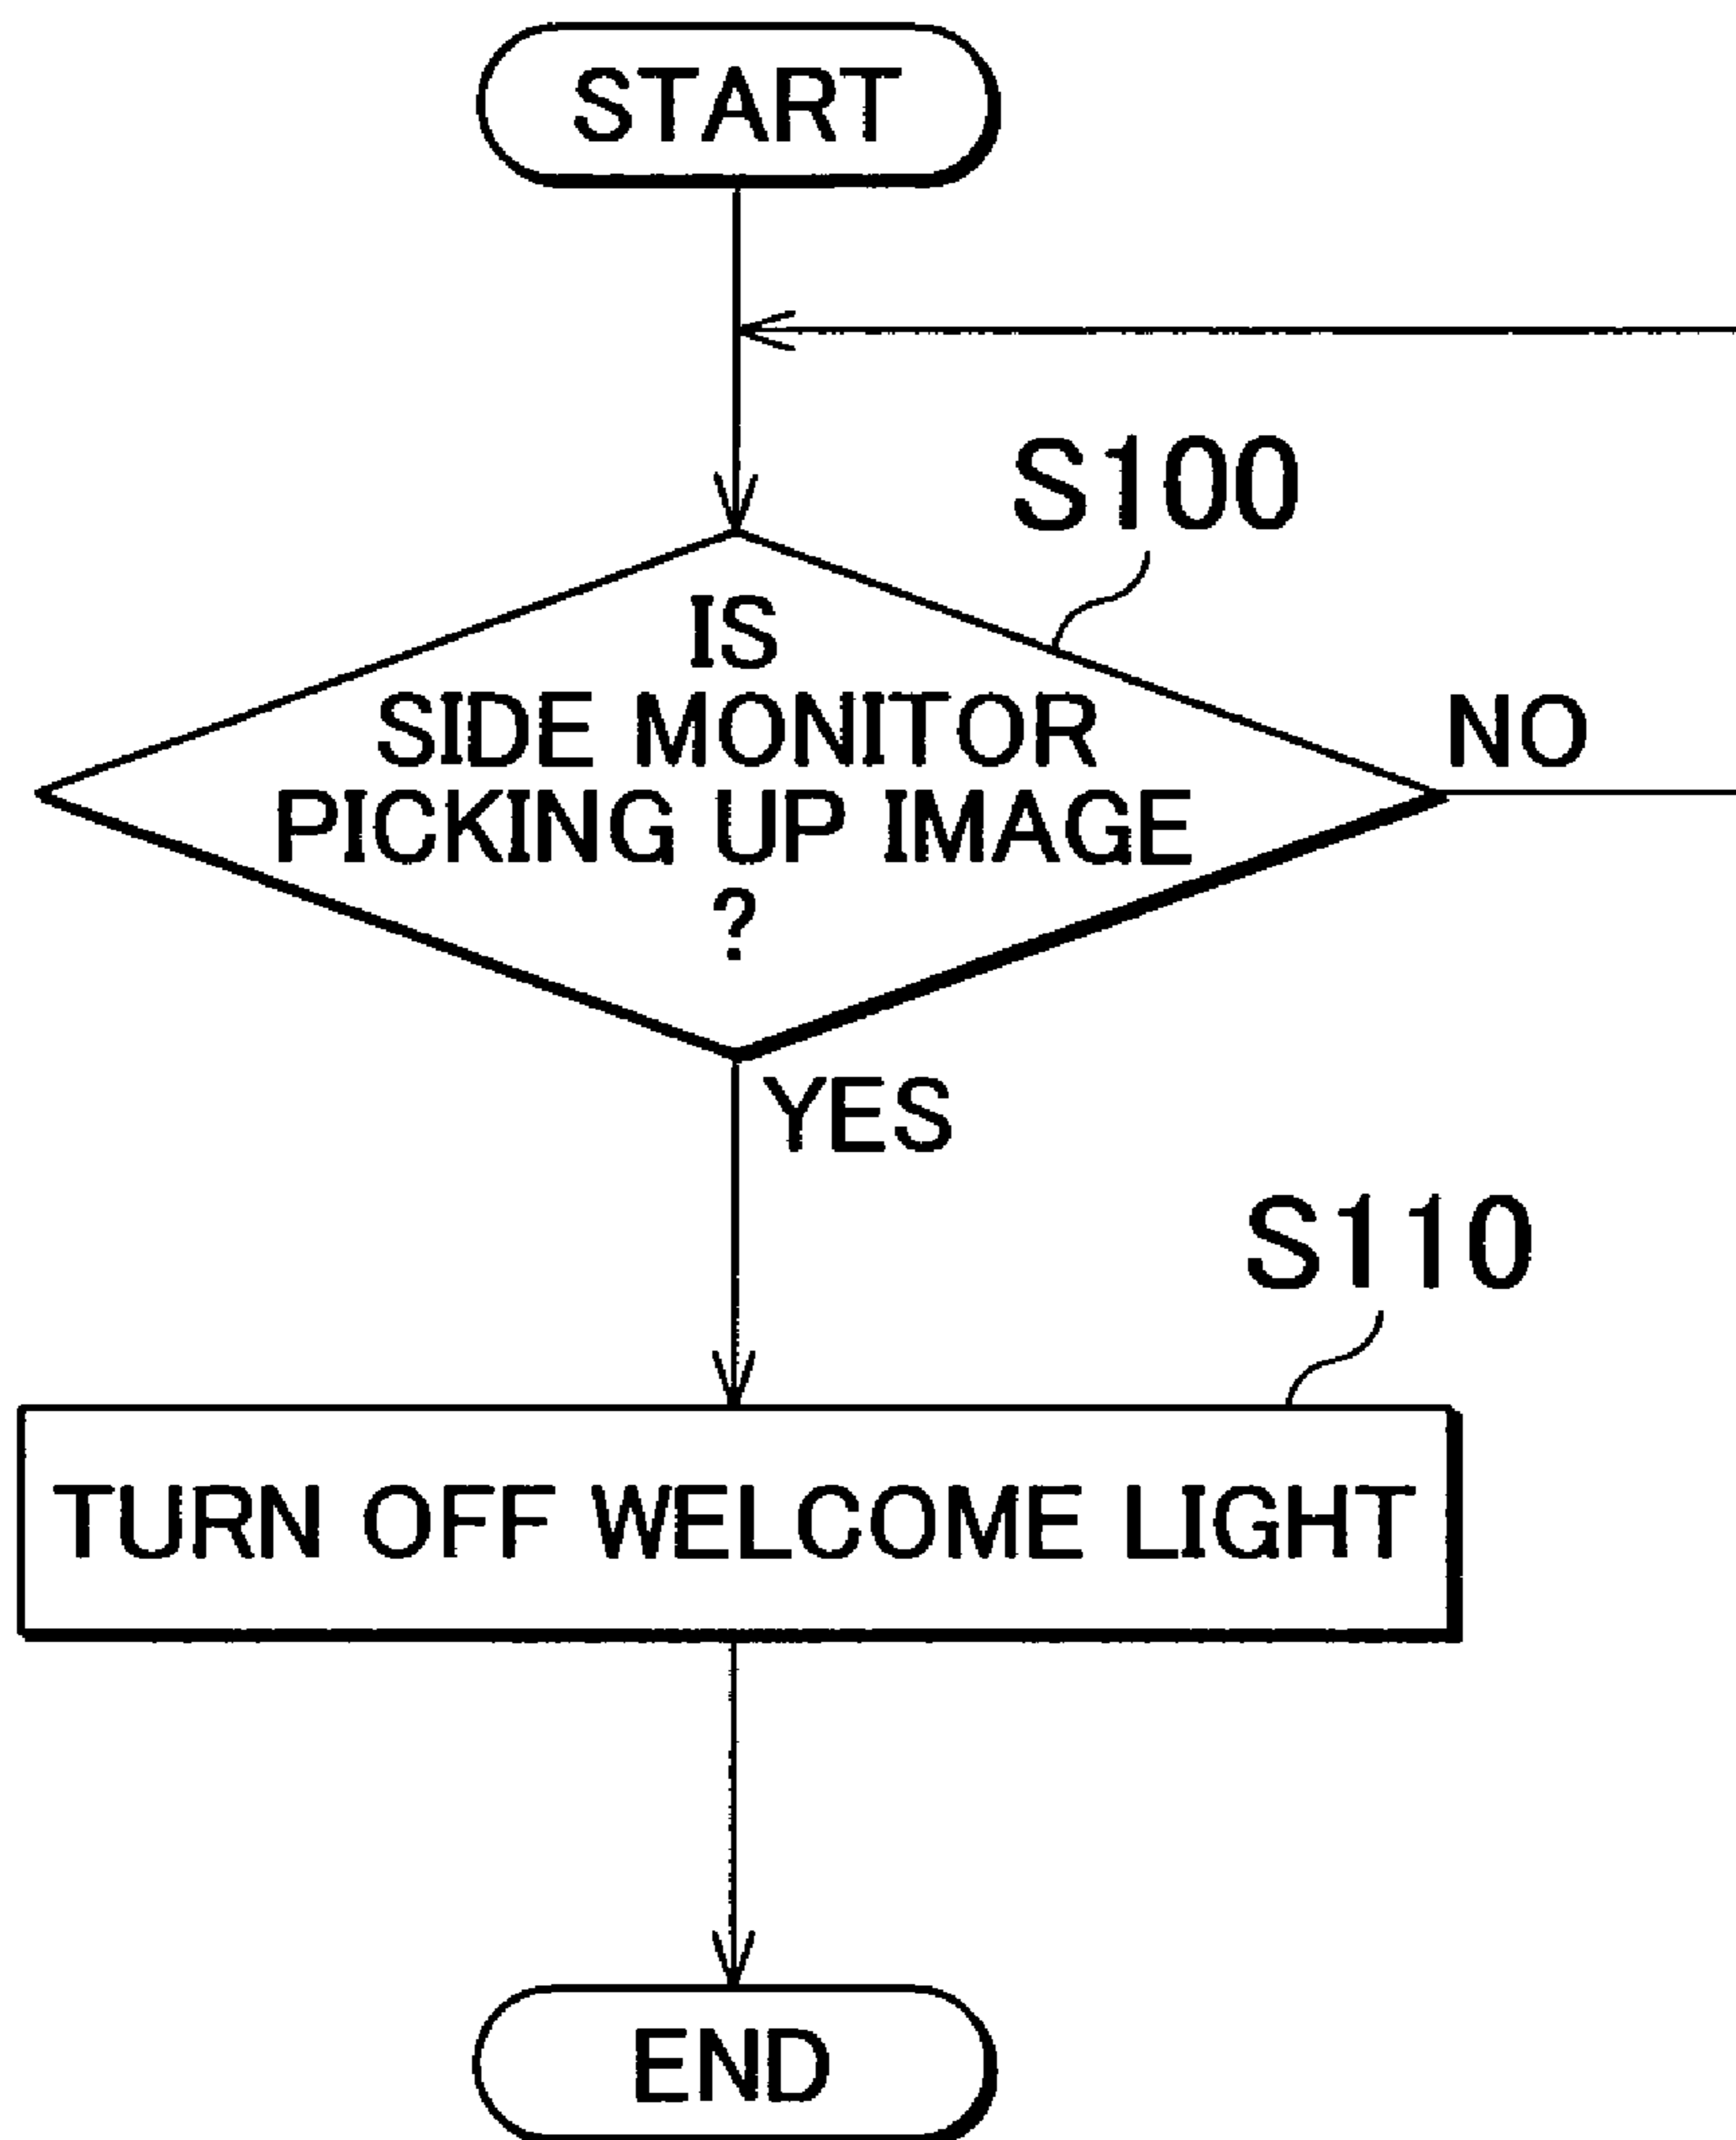 START
S100
IS
SIDE MONITOR
PICKING UP IMAGE
?
NO
YES
S110
TURN OFF WELCOME LIGHT
END